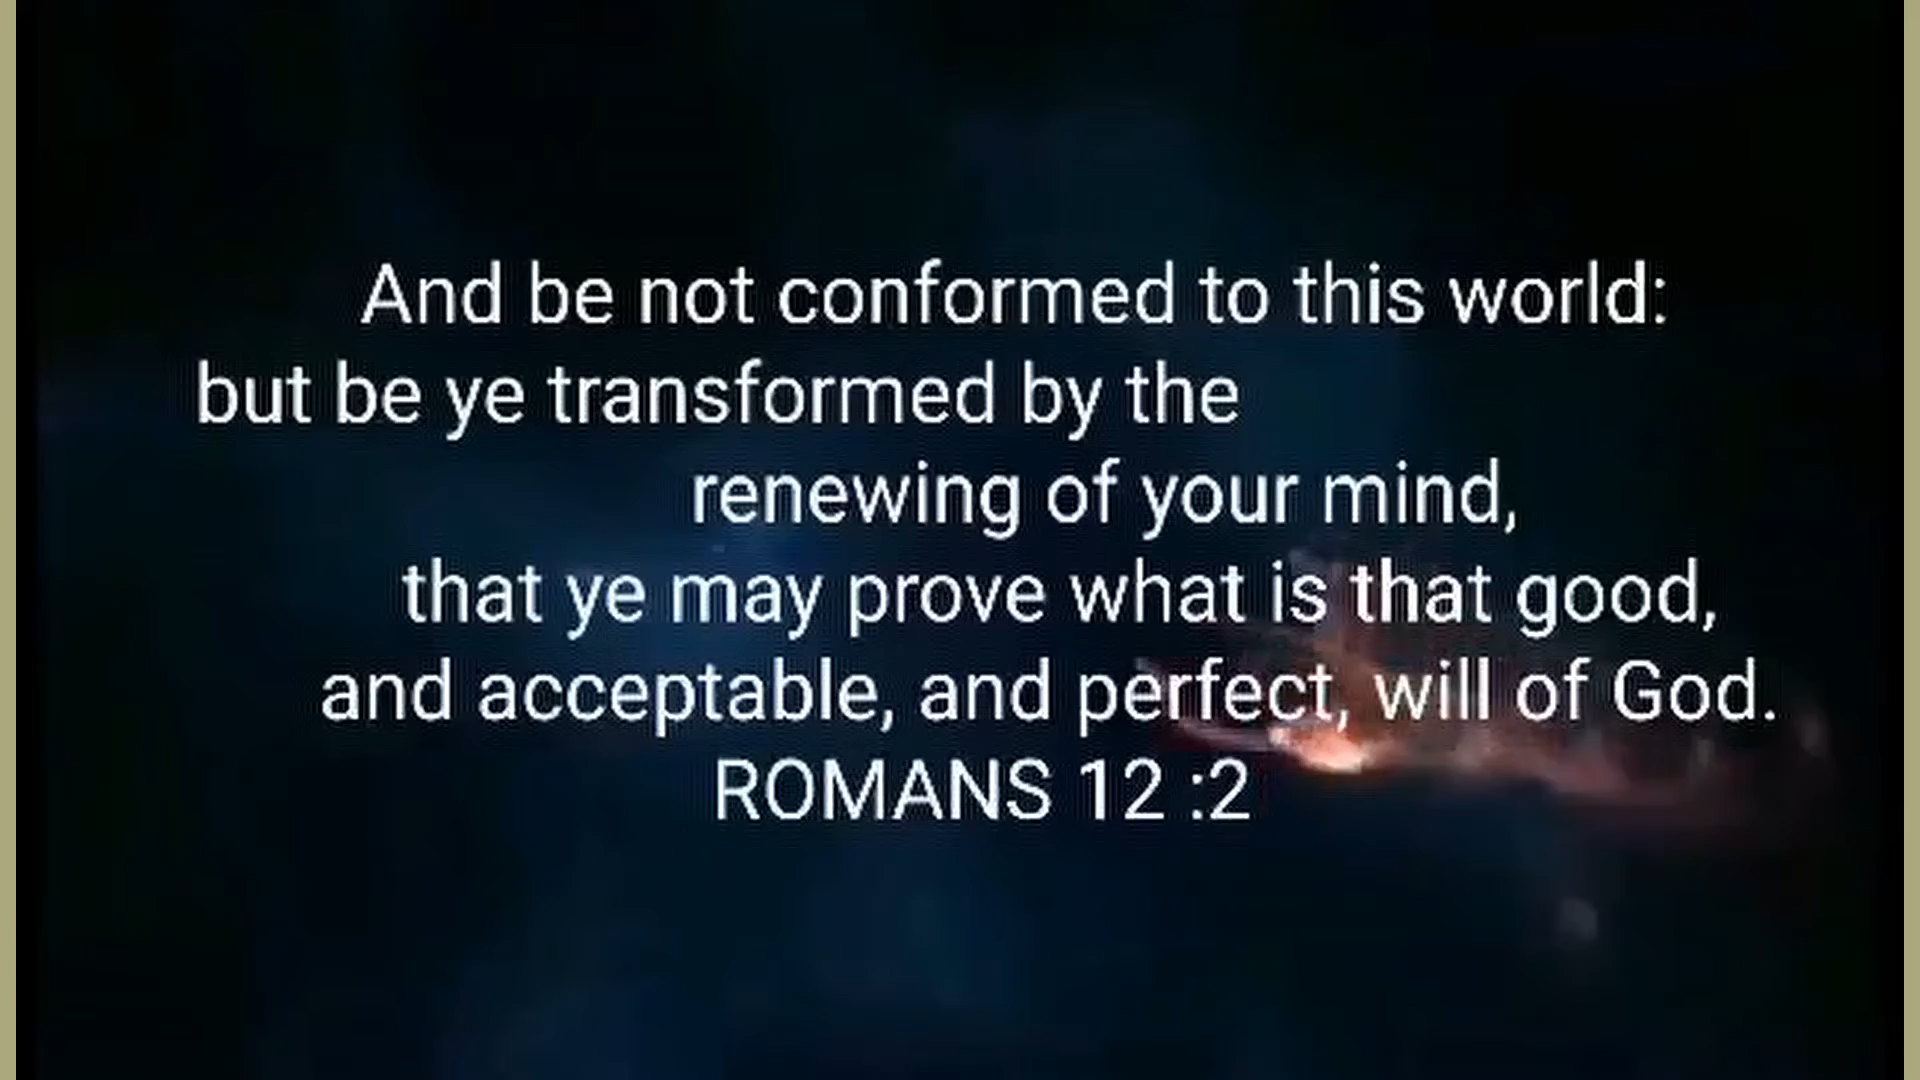 And be not conformed to this world:
but be ye transformed by the
renewing of your mind,
that ye may prove what is that good,
and acceptable, and perfect, will of God.
ROMANS 12 :2